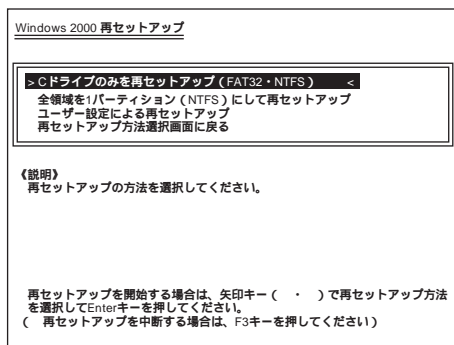 Windows 2000 再セットアップ
>Cドライブのみを再セットアップ(FAT32・NTFS) <
全領域を1パーティション(NTFS)にして再セットアップ
ユーザー設定による再セットアップ
再セットアップ方法選択画面に戻る
《説明》
再セットアップの方法を選択してください。
再セットアップを開始する場合は、矢印キー( ・ )で再セットアップ方法
を選択してEnterキーを押してください。
( 再セットアップを中断する場合は、F3キーを押してください)